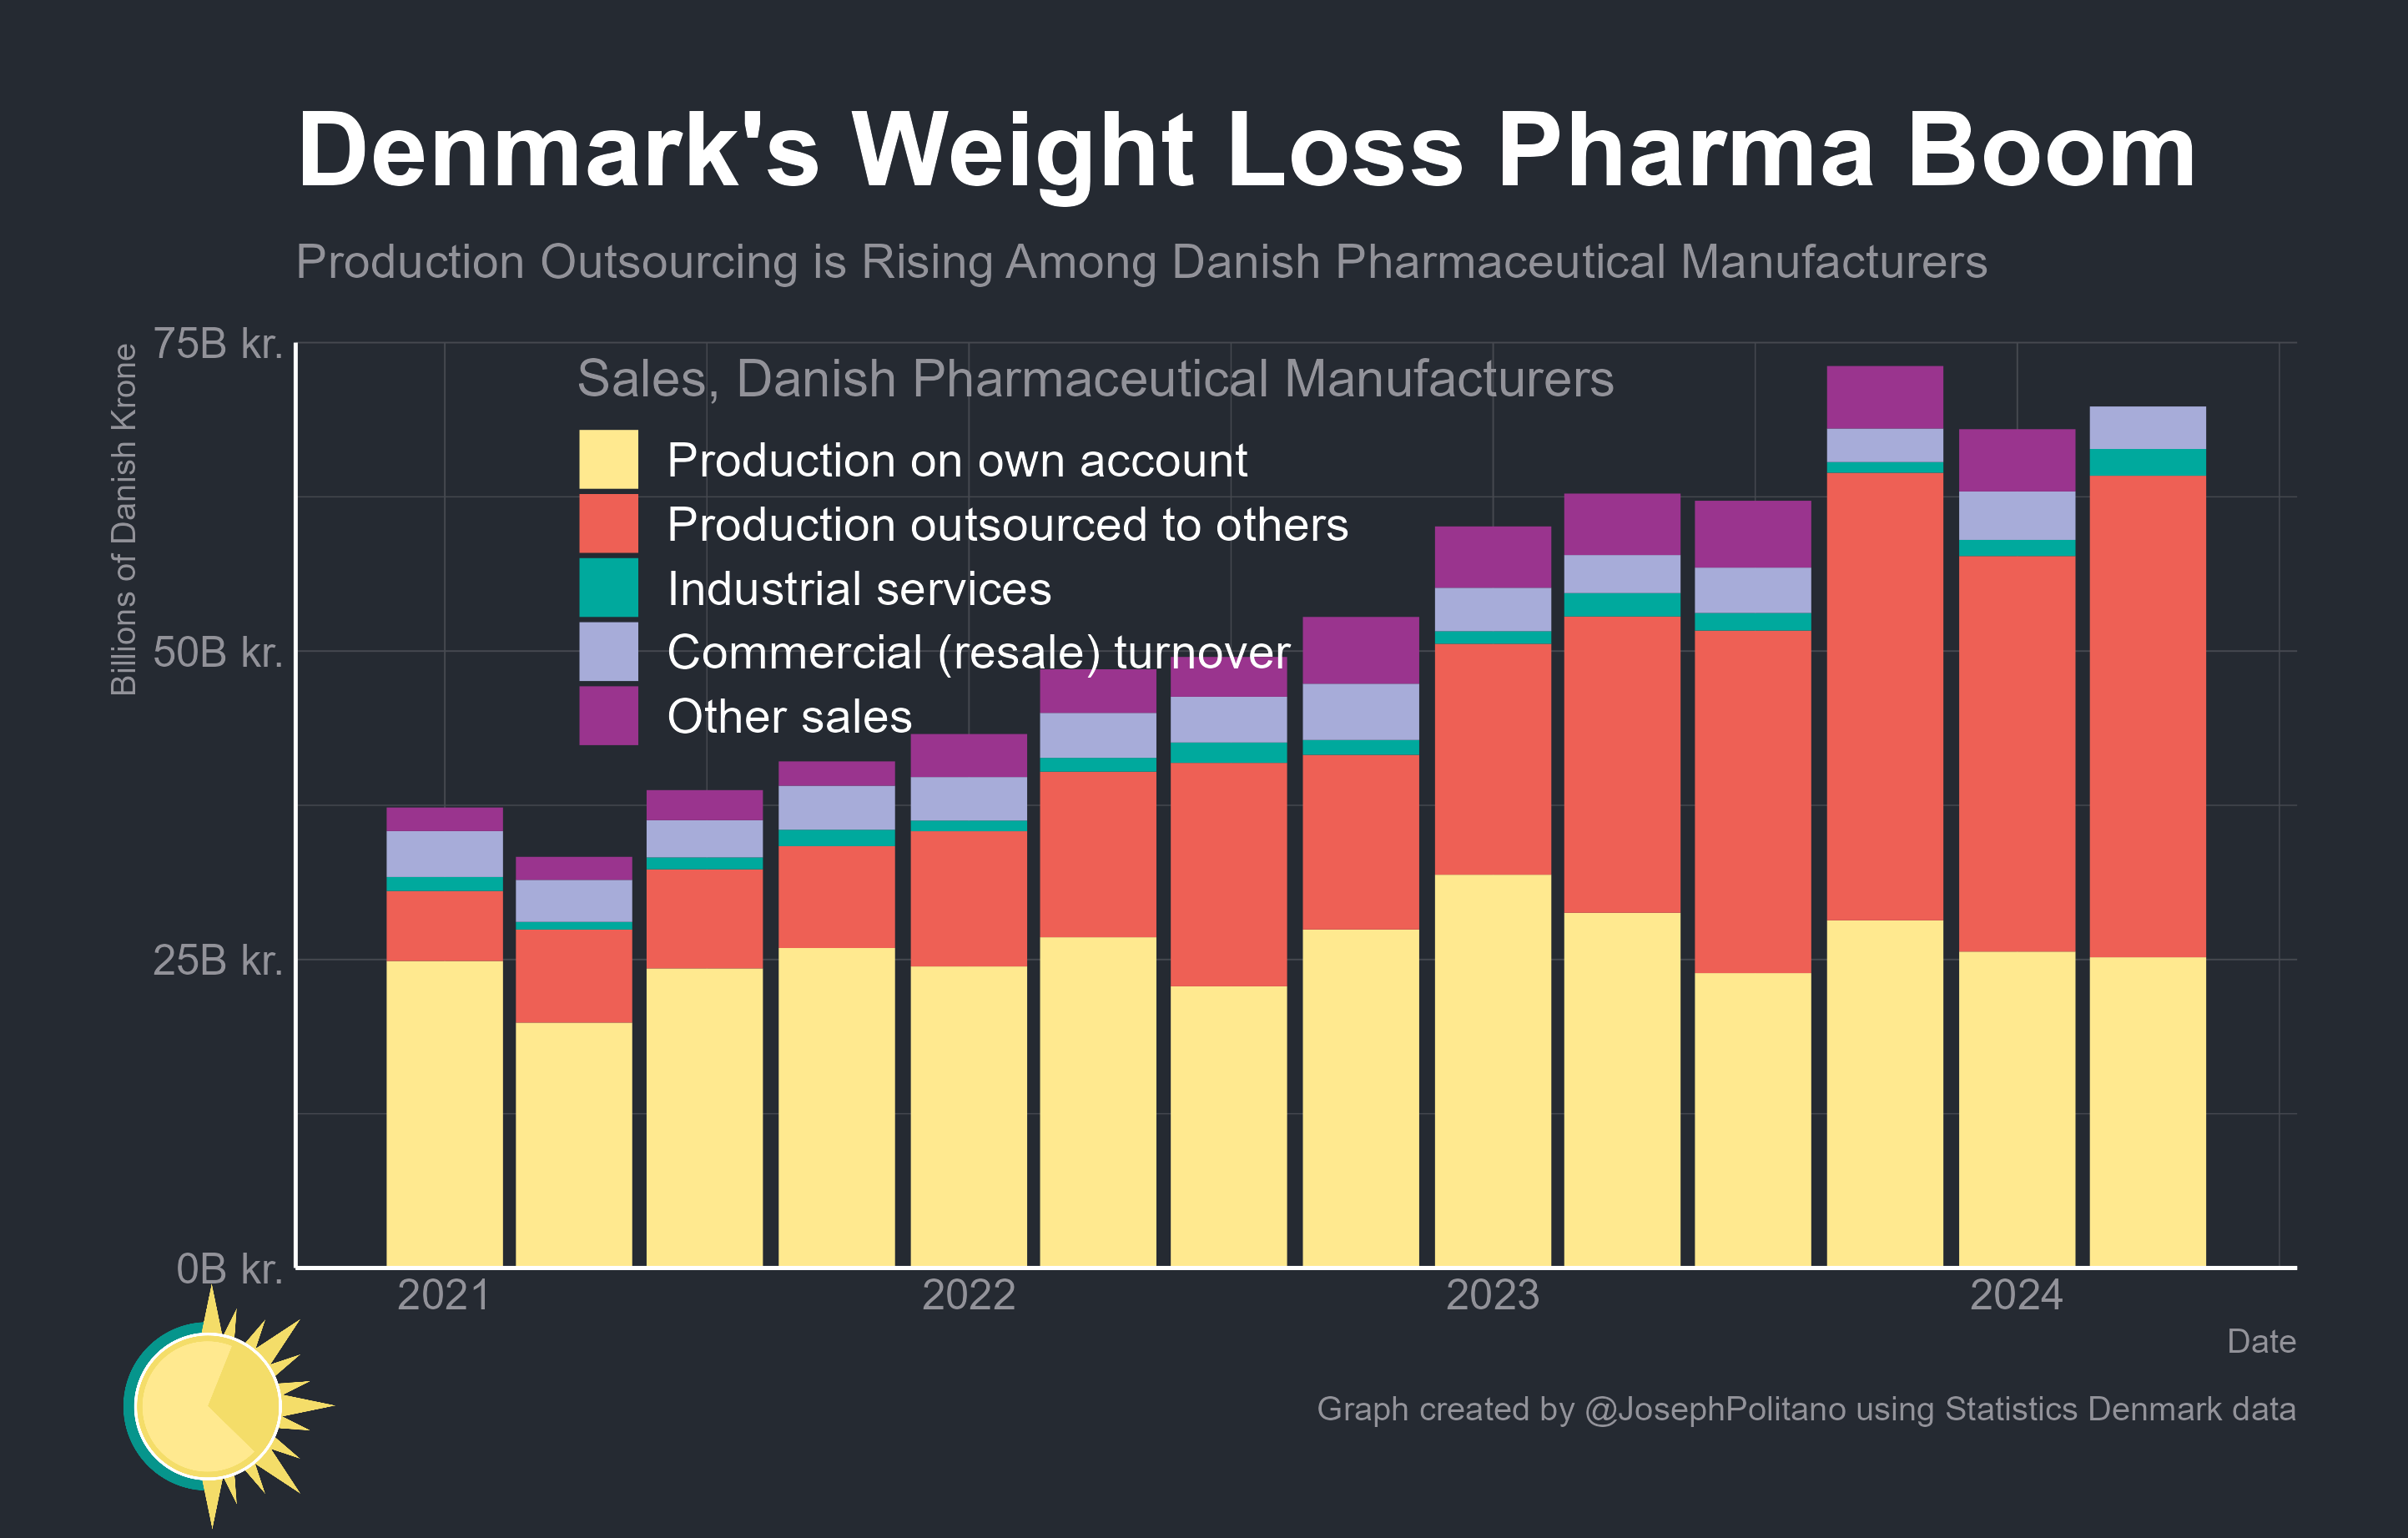 Denmark's Weight Loss Pharma Boom
Production Outsourcing is Rising Among Danish Pharmaceutical Manufacturers
Billions of Danish Krone
75B kr.
50B kr.
25B kr.
0B kr.
Sales, Danish Pharmaceutical Manufacturers
Production on own account
Production outsourced to others
Industrial services
Commercial (resale) turnover
Other sales
2021
2022
2023
2024
Date
Graph created by @JosephPolitano using Statistics Denmark data